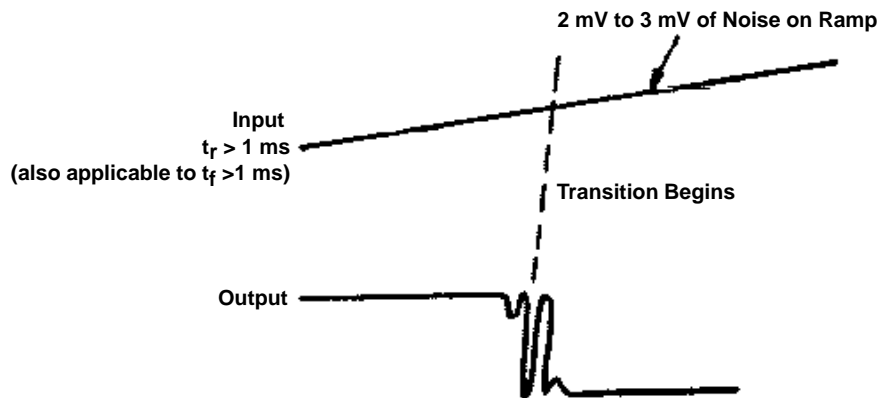 2 mV to 3 mV of Noise on Ramp
Input
tr > 1 ms
(also applicable to tf >1 ms)
Transition Begins
Output